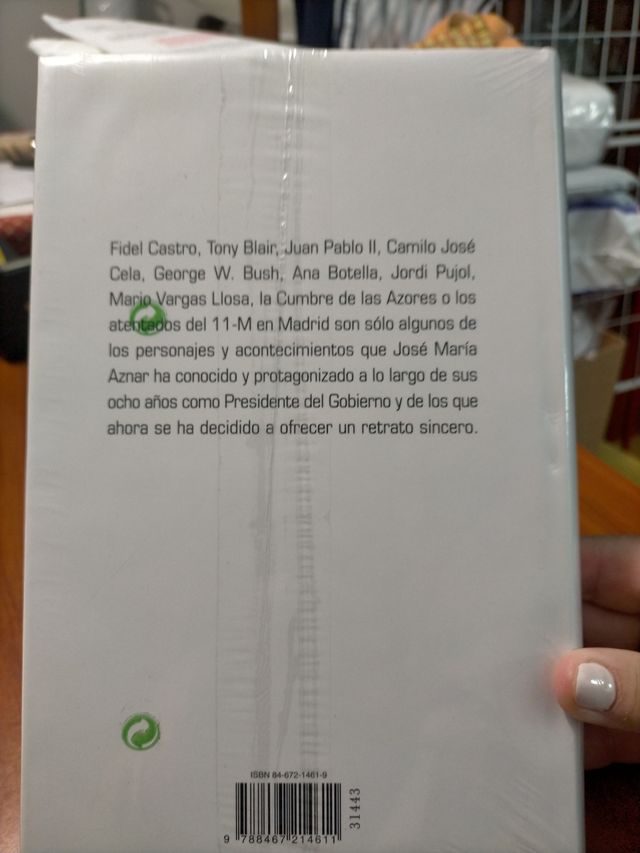 Fidel Castro, Tony Blair, Juan Pablo II, Camilo José
Cela, George W. Bush, Ana Botella, Jordi Pujol,
Mario Vargas Llosa, la Cumbre de las Azores o los
atentados del 11-M en Madrid son sólo algunos de
los personajes y acontecimientos que José María
Aznar ha conocido y protagonizado a lo largo de sus
ocho años como Presidente del Gobierno y de los que
ahora se ha decidido a ofrecer un retrato sincero.
ISBN 84-672-1461-9
31443
9 788467 214611